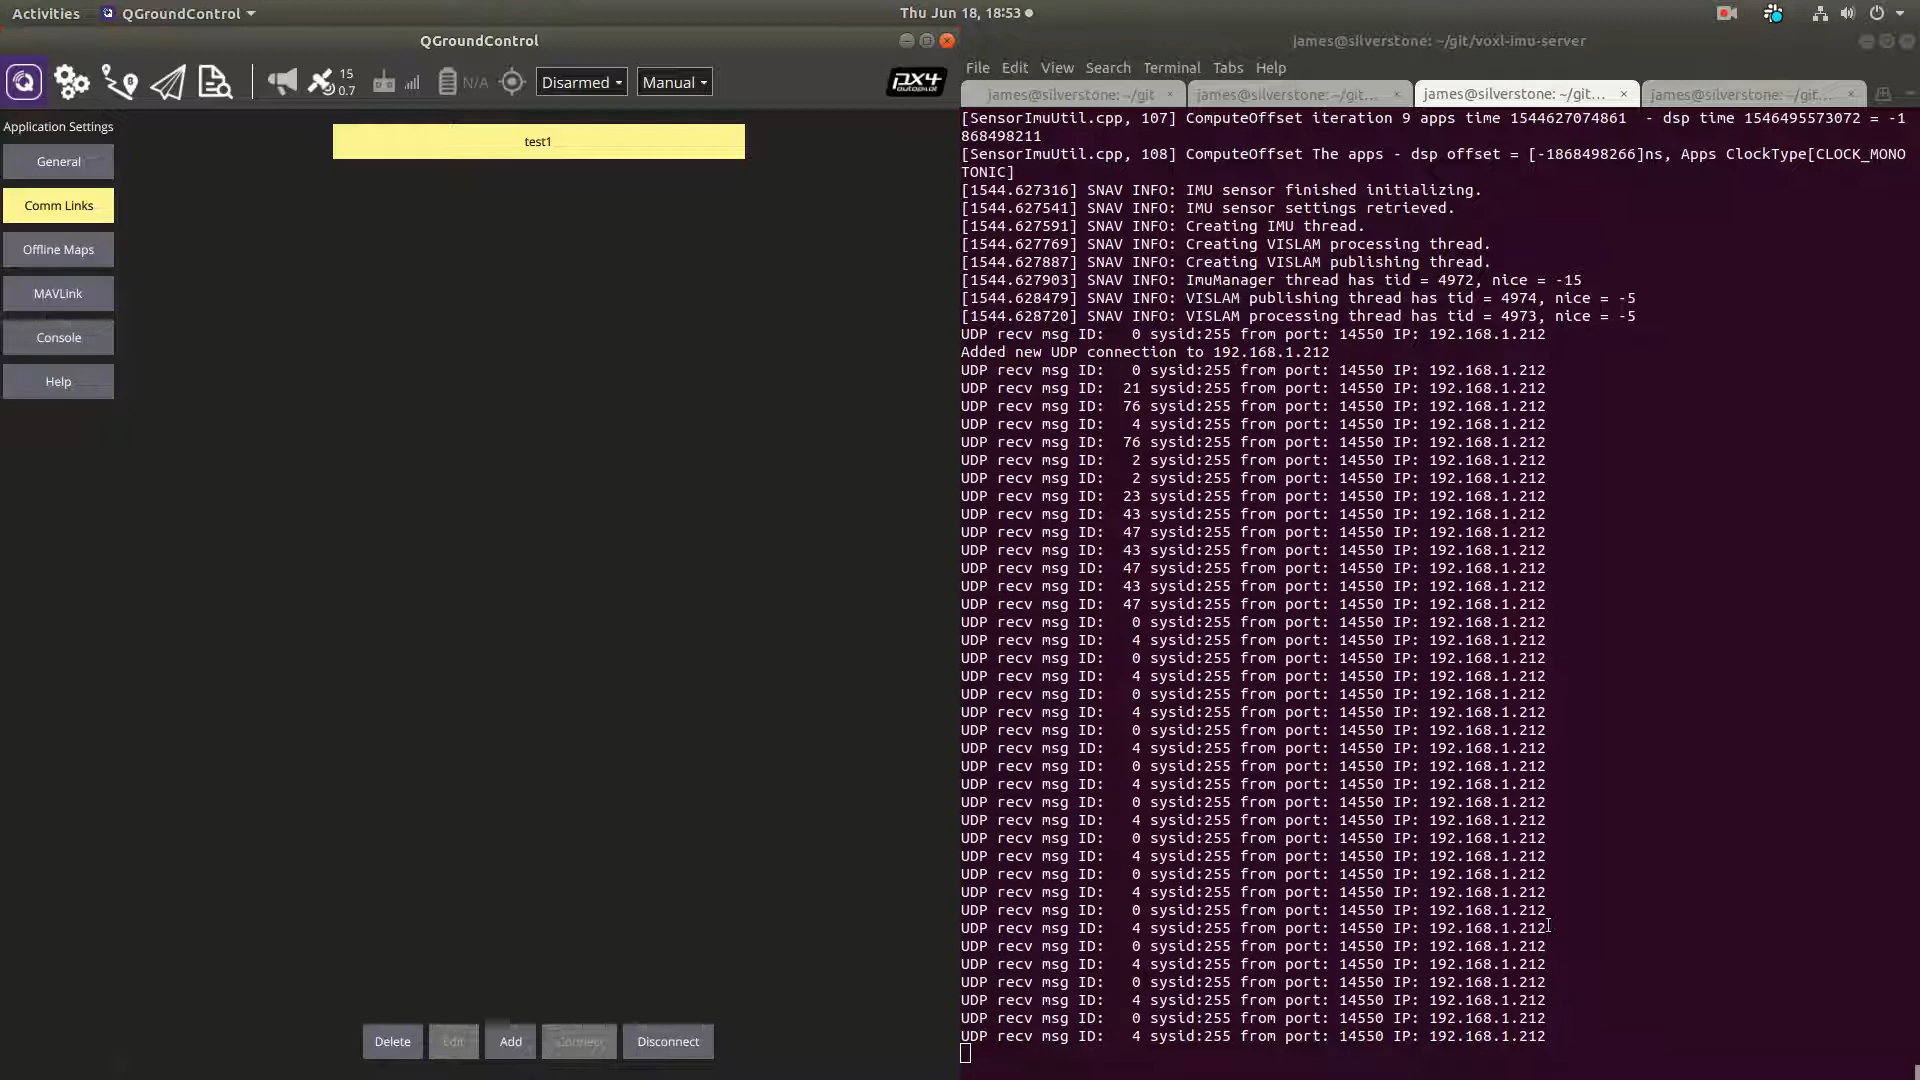 Activities QGroundControl Thu Jun 18, 18:53
QGroundControl
15
0.7
N/A
Disarmed
Manual
px4
autopilot
Application Settings
General
Comm Links
Offline Maps
MAVLink
Console
Help
test1
Delete
Edit
Add
Connect
Disconnect
james@silverstone: ~/git/voxl-imu-server
File Edit View Search Terminal Tabs Help
james@silverstone: ~/git × james@silverstone: ~/git... × james@silverstone: ~/git... × james@silverstone: ~/git... ×
[SensorImuUtil.cpp, 107] ComputeOffset iteration 9 apps time 1544627074861  - dsp time 1546495573072 = -1
868498211
[SensorImuUtil.cpp, 108] ComputeOffset The apps - dsp offset = [-1868498266]ns, Apps ClockType[CLOCK_MONO
TONIC]
[1544.627316] SNAV INFO: IMU sensor finished initializing.
[1544.627541] SNAV INFO: IMU sensor settings retrieved.
[1544.627591] SNAV INFO: Creating IMU thread.
[1544.627769] SNAV INFO: Creating VISLAM processing thread.
[1544.627887] SNAV INFO: Creating VISLAM publishing thread.
[1544.627903] SNAV INFO: ImuManager thread has tid = 4972, nice = -15
[1544.628479] SNAV INFO: VISLAM publishing thread has tid = 4974, nice = -5
[1544.628720] SNAV INFO: VISLAM processing thread has tid = 4973, nice = -5
UDP recv msg ID:   0 sysid:255 from port: 14550 IP: 192.168.1.212
Added new UDP connection to 192.168.1.212
UDP recv msg ID:   0 sysid:255 from port: 14550 IP: 192.168.1.212
UDP recv msg ID:  21 sysid:255 from port: 14550 IP: 192.168.1.212
UDP recv msg ID:  76 sysid:255 from port: 14550 IP: 192.168.1.212
UDP recv msg ID:   4 sysid:255 from port: 14550 IP: 192.168.1.212
UDP recv msg ID:  76 sysid:255 from port: 14550 IP: 192.168.1.212
UDP recv msg ID:   2 sysid:255 from port: 14550 IP: 192.168.1.212
UDP recv msg ID:   2 sysid:255 from port: 14550 IP: 192.168.1.212
UDP recv msg ID:  23 sysid:255 from port: 14550 IP: 192.168.1.212
UDP recv msg ID:  43 sysid:255 from port: 14550 IP: 192.168.1.212
UDP recv msg ID:  47 sysid:255 from port: 14550 IP: 192.168.1.212
UDP recv msg ID:  43 sysid:255 from port: 14550 IP: 192.168.1.212
UDP recv msg ID:  47 sysid:255 from port: 14550 IP: 192.168.1.212
UDP recv msg ID:  43 sysid:255 from port: 14550 IP: 192.168.1.212
UDP recv msg ID:  47 sysid:255 from port: 14550 IP: 192.168.1.212
UDP recv msg ID:   0 sysid:255 from port: 14550 IP: 192.168.1.212
UDP recv msg ID:   4 sysid:255 from port: 14550 IP: 192.168.1.212
UDP recv msg ID:   0 sysid:255 from port: 14550 IP: 192.168.1.212
UDP recv msg ID:   4 sysid:255 from port: 14550 IP: 192.168.1.212
UDP recv msg ID:   0 sysid:255 from port: 14550 IP: 192.168.1.212
UDP recv msg ID:   4 sysid:255 from port: 14550 IP: 192.168.1.212
UDP recv msg ID:   0 sysid:255 from port: 14550 IP: 192.168.1.212
UDP recv msg ID:   4 sysid:255 from port: 14550 IP: 192.168.1.212
UDP recv msg ID:   0 sysid:255 from port: 14550 IP: 192.168.1.212
UDP recv msg ID:   4 sysid:255 from port: 14550 IP: 192.168.1.212
UDP recv msg ID:   0 sysid:255 from port: 14550 IP: 192.168.1.212
UDP recv msg ID:   4 sysid:255 from port: 14550 IP: 192.168.1.212
UDP recv msg ID:   0 sysid:255 from port: 14550 IP: 192.168.1.212
UDP recv msg ID:   4 sysid:255 from port: 14550 IP: 192.168.1.212
UDP recv msg ID:   0 sysid:255 from port: 14550 IP: 192.168.1.212
UDP recv msg ID:   4 sysid:255 from port: 14550 IP: 192.168.1.212
UDP recv msg ID:   0 sysid:255 from port: 14550 IP: 192.168.1.212
UDP recv msg ID:   4 sysid:255 from port: 14550 IP: 192.168.1.212
UDP recv msg ID:   0 sysid:255 from port: 14550 IP: 192.168.1.212
UDP recv msg ID:   4 sysid:255 from port: 14550 IP: 192.168.1.212
UDP recv msg ID:   0 sysid:255 from port: 14550 IP: 192.168.1.212
UDP recv msg ID:   4 sysid:255 from port: 14550 IP: 192.168.1.212
UDP recv msg ID:   0 sysid:255 from port: 14550 IP: 192.168.1.212
UDP recv msg ID:   4 sysid:255 from port: 14550 IP: 192.168.1.212